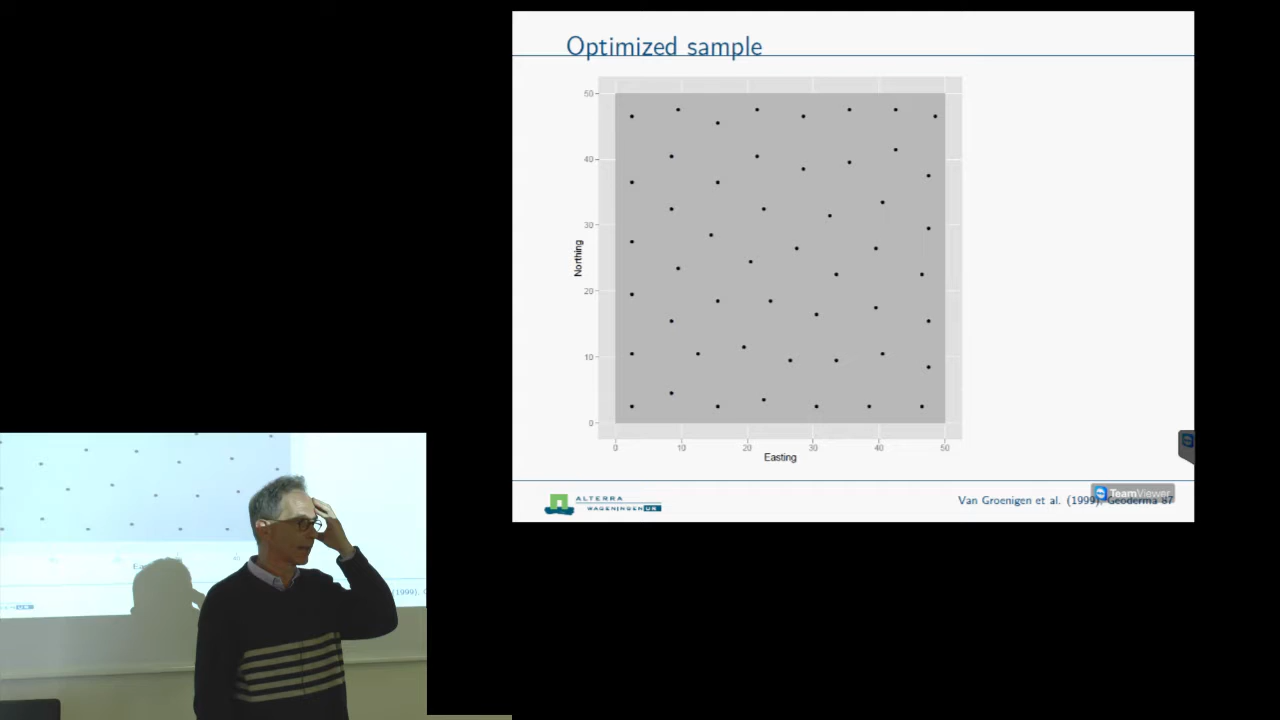 Optimized sample
50
40
30
20
10
0
Northing
0 10 20 30 40 50
Easting
ALTERRA
WAGENINGEN UR
Van Groenigen et al. (1999), Geoderma 87
TeamViewer
(1999),